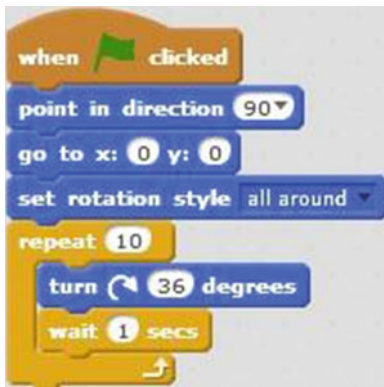 when clicked
point in direction 90
go to x: 0 y: 0
set rotation style all around
repeat 10
turn 36 degrees
wait 1 secs